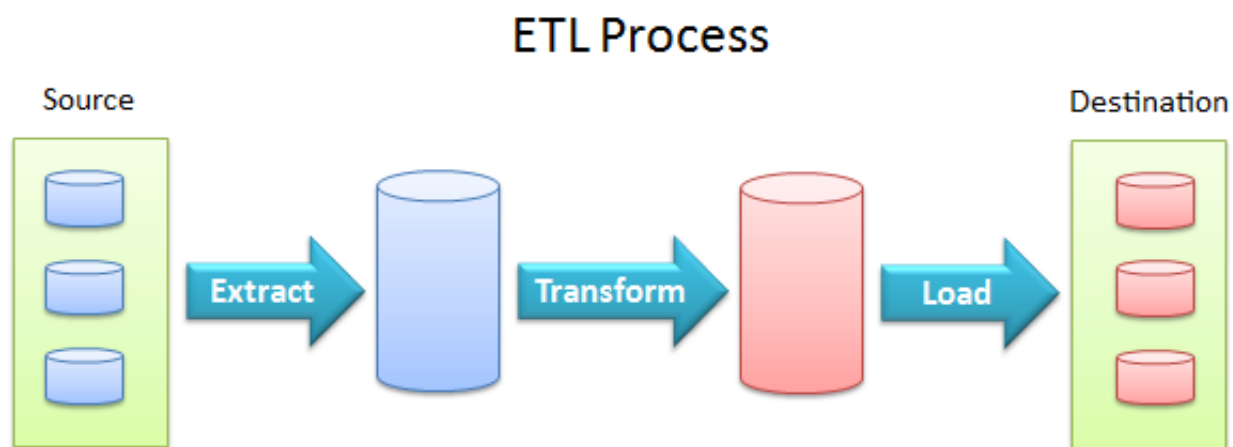 ETL Process
Source
Destination
Extract
Transform
Load